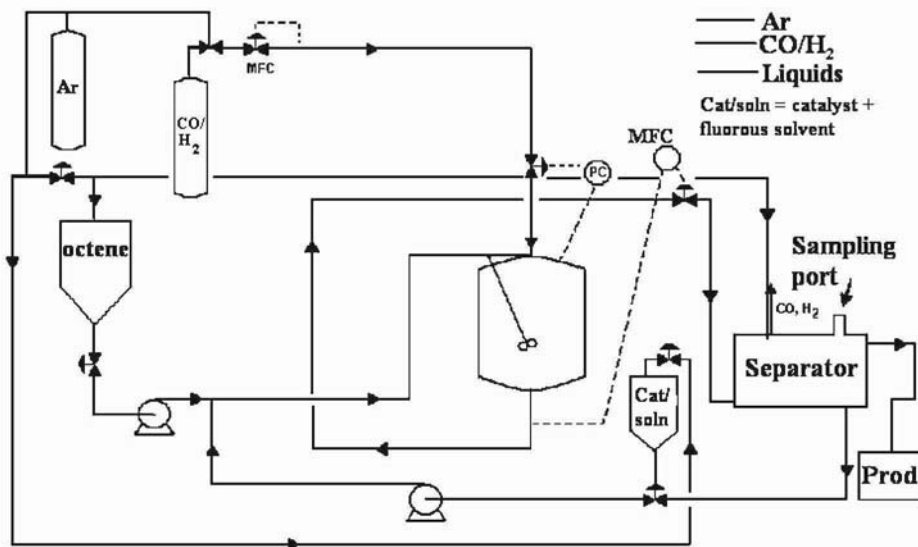 Ar
CO/H2
Liquids
Cat/soln = catalyst +
fluorous solvent
Ar
CO/
H2
MFC
MFC
PC
octene
Sampling
port
CO, H2
Separator
Cat/
soln
Prod